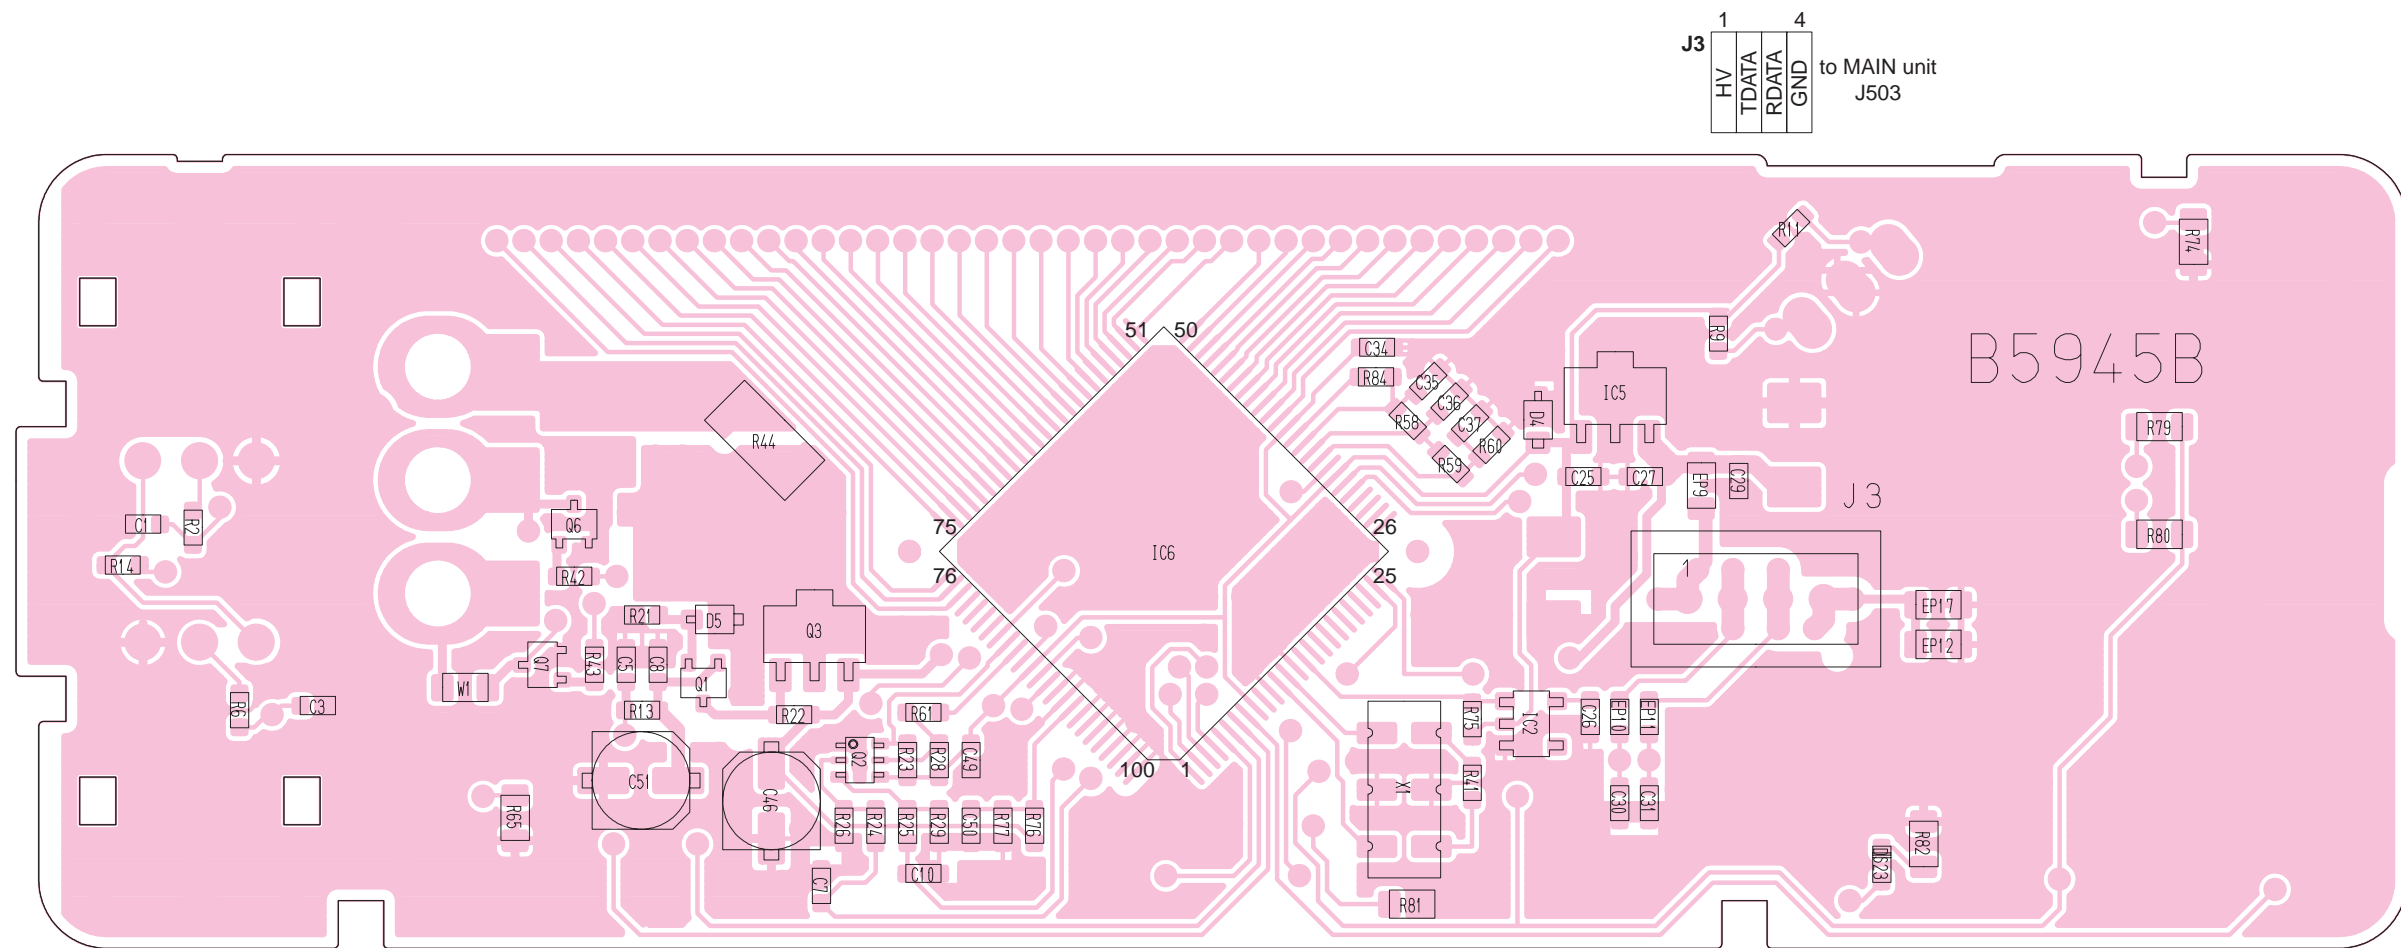 1 4
J3
HV
TDATA
RDATA
GND
to MAIN unit
J503
R11
R74
51 50
B5945B
C34
R9
R84
C35
IC5
C36
R44
R58
C37
D4
R79
R60
R59
C25
C27
EP9
C29
J3
C1
R2
Q6
75
26
R80
IC6
R14
R42
76
25
1
EP17
R21
D5
Q3
EP12
Q7
R43
C5
C8
Q1
W1
R6
C3
R13
R22
R61
R75
IC2
C26
EP10
EP11
Q2
R23
R28
C49
100 1
C51
C46
X1
R41
R65
C30
C31
R26
R24
R25
R29
C50
R77
R76
R82
C7
C10
R81